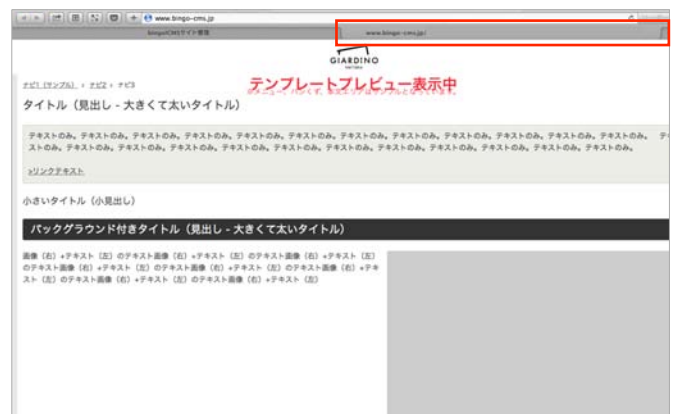 www.bingo-cms.jp
bingoCMSサイト管理
www.bingo-cms.jp/
GIARDINO
ナビ1 (サンプル) › ナビ2 › ナビ3
テンプレートプレビュー表示中
タイトル（見出し - 大きくて太いタイトル）
テキストのみ。テキストのみ。テキストのみ。テキストのみ。テキストのみ。テキストのみ。テキストのみ。テキストのみ。テキストのみ。テキストのみ。テキストのみ。テキストのみ。 テキ
ストのみ。テキストのみ。テキストのみ。テキストのみ。テキストのみ。テキストのみ。テキストのみ。テキストのみ。テキストのみ。テキストのみ。テキストのみ。テキストのみ。
>リンクテキスト
小さいタイトル（小見出し）
バックグラウンド付きタイトル（見出し - 大きくて太いタイトル）
画像（右）+テキスト（左）のテキスト画像（右）+テキスト（左）のテキスト画像（右）+テキスト（左）
のテキスト画像（右）+テキスト（左）のテキスト画像（右）+テキスト（左）のテキスト画像（右）+テキ
スト（左）のテキスト画像（右）+テキスト（左）のテキスト画像（右）+テキスト（左）